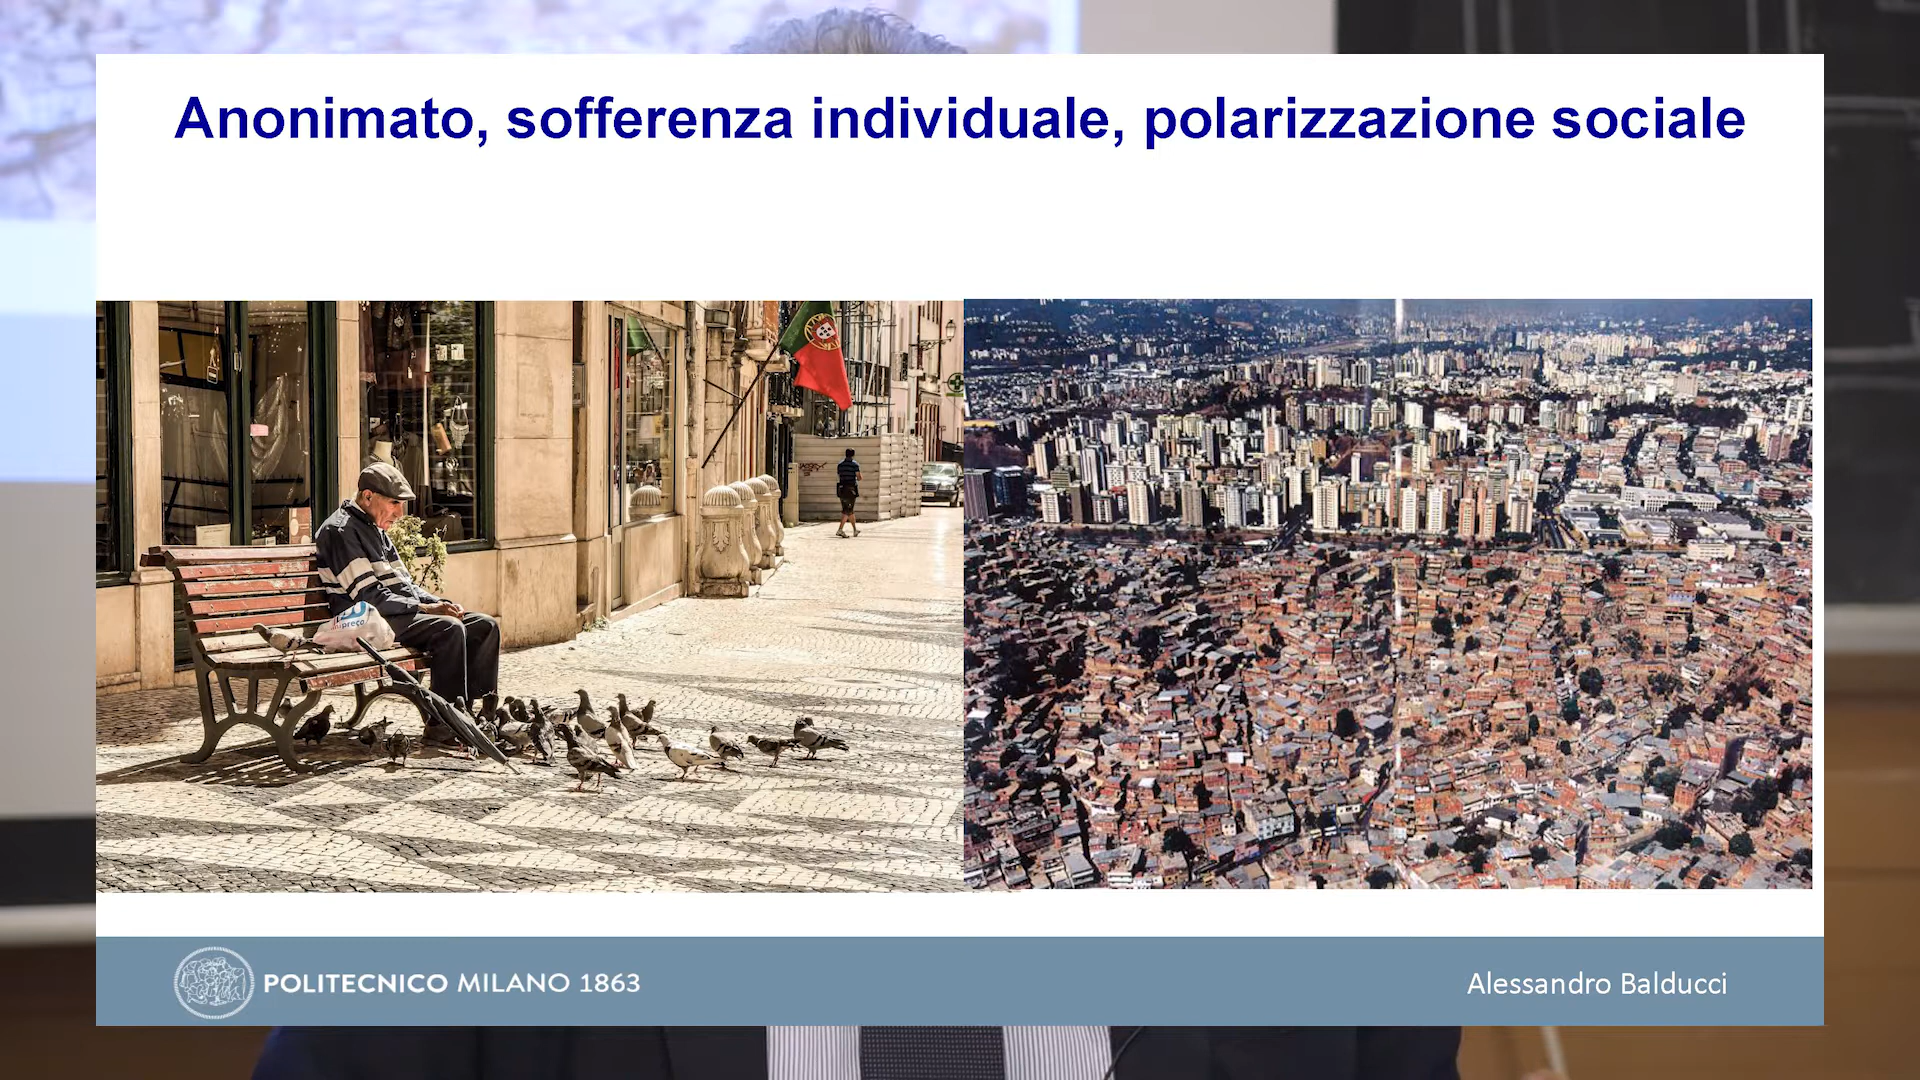 Anonimato, sofferenza individuale, polarizzazione sociale
POLITECNICO MILANO 1863
Alessandro Balducci